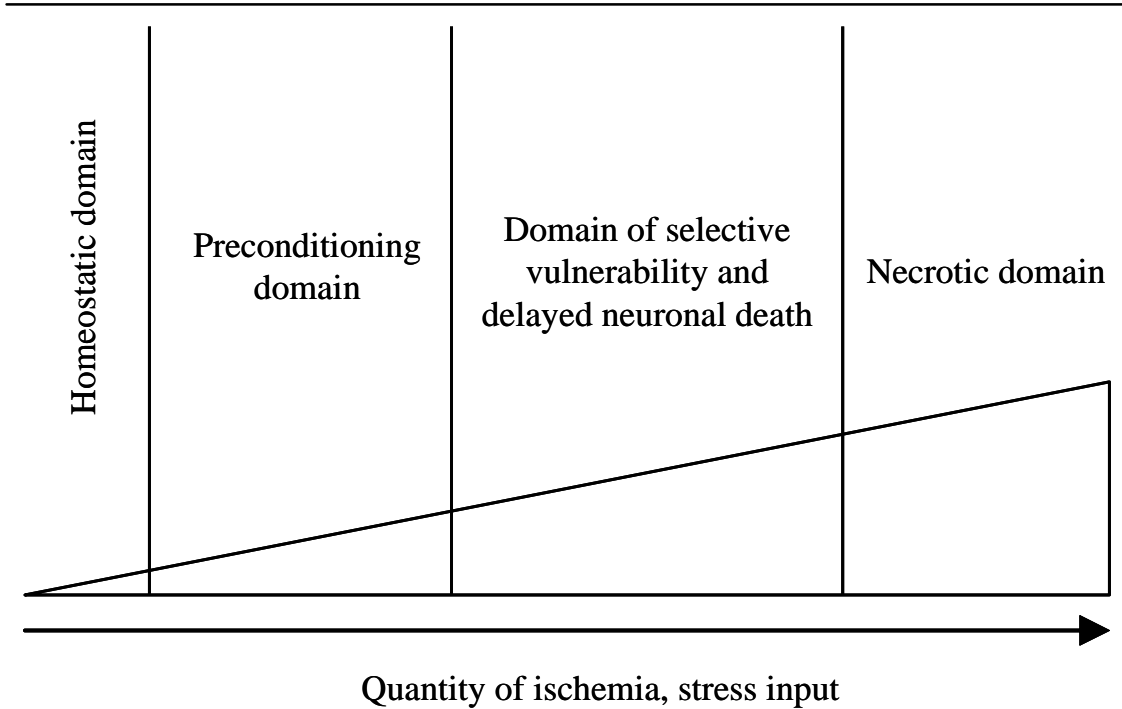 Homeostatic domain
Preconditioning
domain
Domain of selective
vulnerability and
delayed neuronal death
Necrotic domain
Quantity of ischemia, stress input